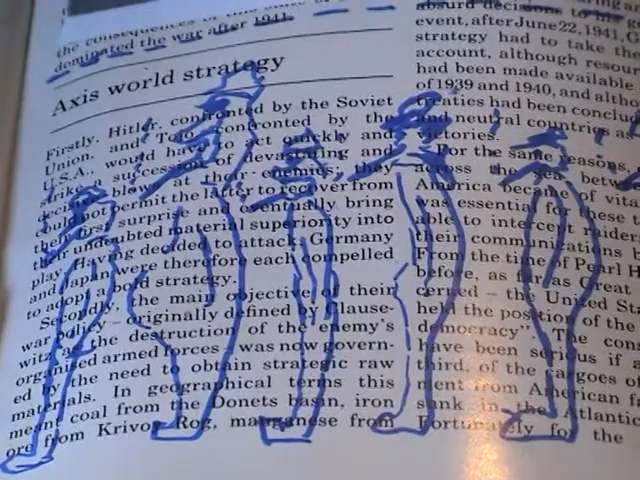 the consequences of this state of
dominated the war after 1941.
Axis world strategy
Firstly, Hitler, confronted by the Soviet
Union, and Tojo, confronted by the
U.S.A., would have to act quickly and
strike a succession of devastating and
decisive blows at their enemies; they
could not permit the latter to recover from
their first surprise and eventually bring
their undoubted material superiority into
play. Having decided to attack, Germany
and Japan were therefore each compelled
to adopt a bold strategy.
Secondly, the main objective of their
war policy – originally defined by Clause-
witz as the destruction of the enemy's
organised armed forces – was now govern-
ed by the need to obtain strategic raw
materials. In geographical terms this
meant coal from the Donets basin, iron
ore from Krivoy Rog, manganese from
absurd decisions to his
event, after June 22, 1941, G
strategy had to take the
account, although resour
had been made available
of 1939 and 1940, and altho
treaties had been conclu
and neutral countries as
victories.
For the same reasons,
across the sea betw
America became of vita
was essential for these t
able to intercept raider
their communications b
From the time of Pearl H
before, as far as Great
cerned – the United Sta
held the position of the
democracy". The cons
have been serious if a
third, of the cargoes o
ment from American fa
sunk in the Atlantic
Fortunately for the